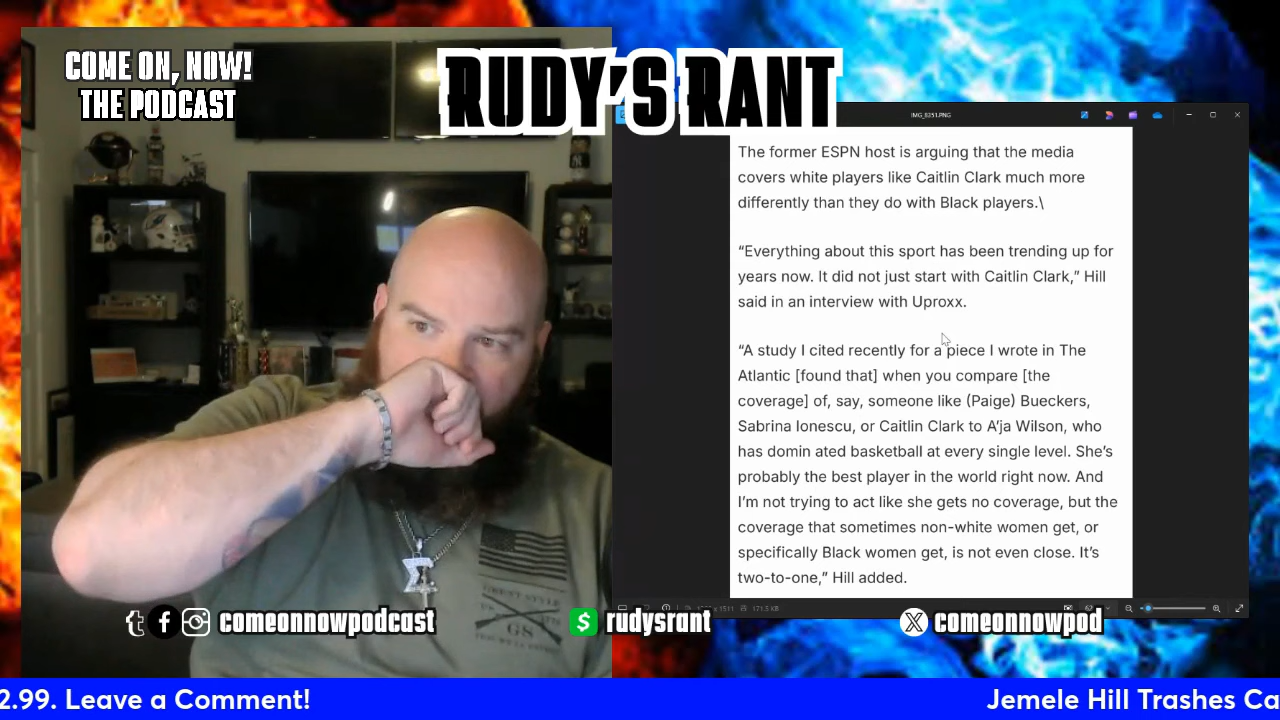 COME ON, NOW!
THE PODCAST
RUDY'S RANT
IMG_8251.PNG
The former ESPN host is arguing that the media
covers white players like Caitlin Clark much more
differently than they do with Black players.\
“Everything about this sport has been trending up for
years now. It did not just start with Caitlin Clark,” Hill
said in an interview with Uproxx.
“A study I cited recently for a piece I wrote in The
Atlantic [found that] when you compare [the
coverage] of, say, someone like (Paige) Bueckers,
Sabrina Ionescu, or Caitlin Clark to A’ja Wilson, who
has domin ated basketball at every single level. She’s
probably the best player in the world right now. And
I’m not trying to act like she gets no coverage, but the
coverage that sometimes non-white women get, or
specifically Black women get, is not even close. It’s
two-to-one,” Hill added.
171.5 KB
comeonnowpodcast
rudysrant
comeonnowpod
2.99. Leave a Comment!
Jemele Hill Trashes Ca